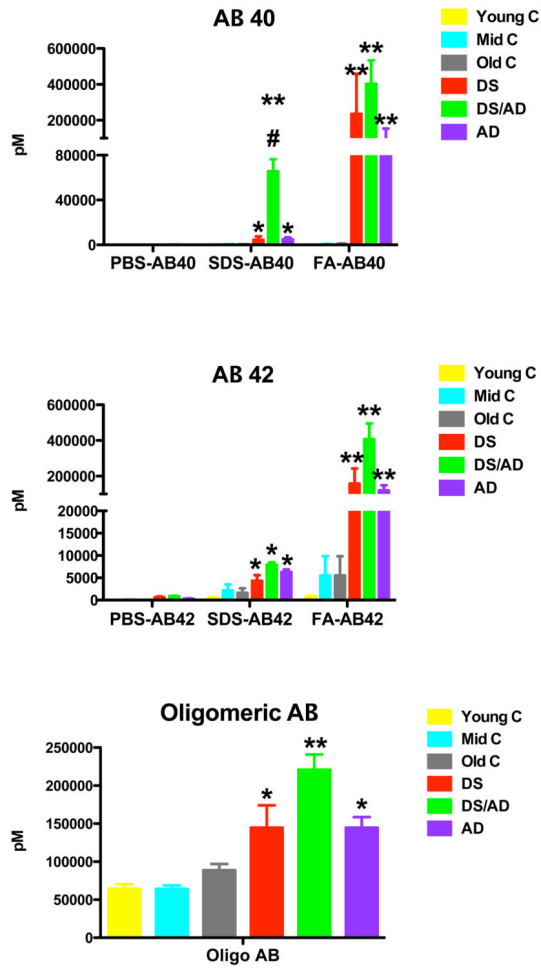 AB 40
Young C
Mid C
Old C
DS
DS/AD
AD
pM
600000
400000
200000
80000
40000
0
**
#
*
*
**
**
**
PBS-AB40
SDS-AB40
FA-AB40
AB 42
Young C
Mid C
Old C
DS
DS/AD
AD
pM
600000
400000
200000
20000
15000
10000
5000
0
*
*
*
**
**
**
PBS-AB42
SDS-AB42
FA-AB42
Oligomeric AB
Young C
Mid C
Old C
DS
DS/AD
AD
pM
250000
200000
150000
100000
50000
0
*
**
*
Oligo AB